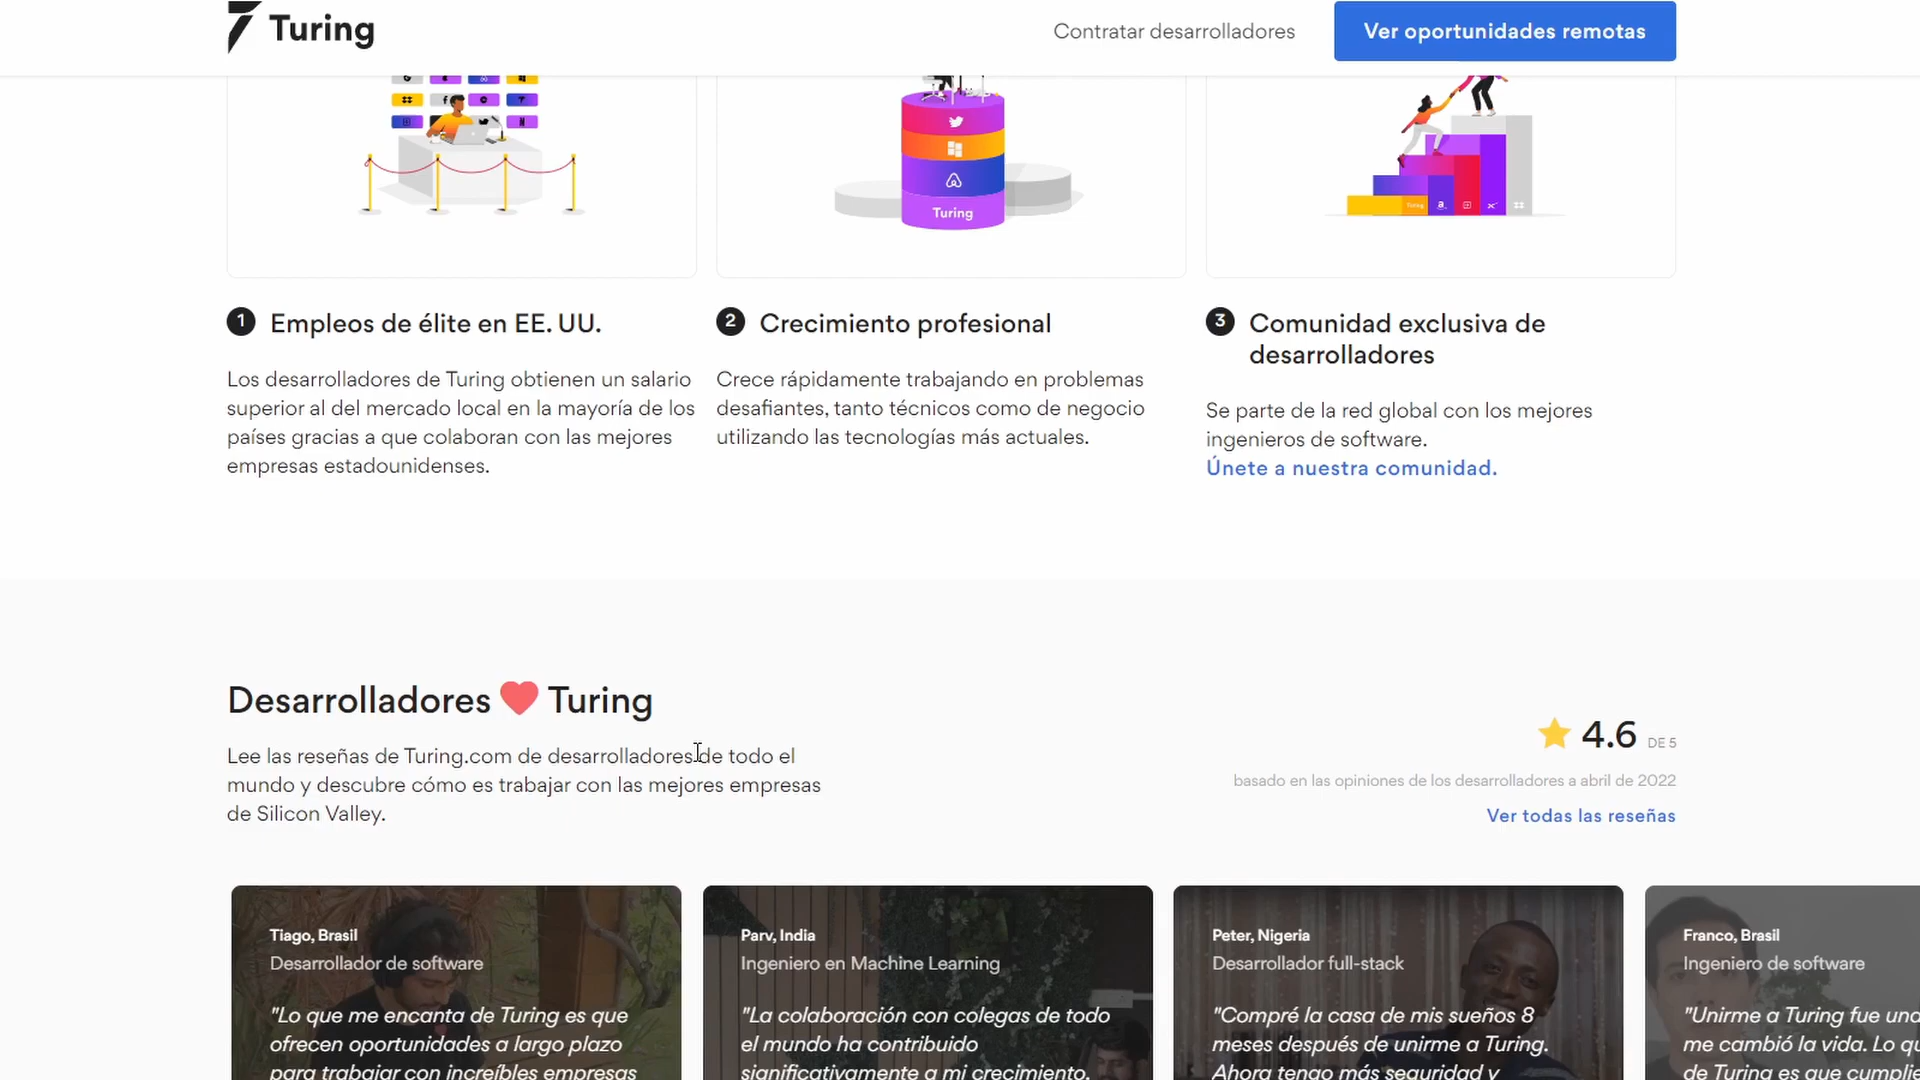 Turing
Contratar desarrolladores
Ver oportunidades remotas
Turing
Turing
1 Empleos de élite en EE. UU.
Los desarrolladores de Turing obtienen un salario
superior al del mercado local en la mayoría de los
países gracias a que colaboran con las mejores
empresas estadounidenses.
2 Crecimiento profesional
Crece rápidamente trabajando en problemas
desafiantes, tanto técnicos como de negocio
utilizando las tecnologías más actuales.
3 Comunidad exclusiva de
desarrolladores
Se parte de la red global con los mejores
ingenieros de software.
Únete a nuestra comunidad.
Desarrolladores Turing
Lee las reseñas de Turing.com de desarrolladores de todo el
mundo y descubre cómo es trabajar con las mejores empresas
de Silicon Valley.
4.6 DE 5
basado en las opiniones de los desarrolladores a abril de 2022
Ver todas las reseñas
Tiago, Brasil
Desarrollador de software
"Lo que me encanta de Turing es que
ofrecen oportunidades a largo plazo
para trabajar con increíbles empresas
Parv, India
Ingeniero en Machine Learning
"La colaboración con colegas de todo
el mundo ha contribuido
significativamente a mi crecimiento.
Peter, Nigeria
Desarrollador full-stack
"Compré la casa de mis sueños 8
meses después de unirme a Turing.
Ahora tengo más seguridad y
Franco, Brasil
Ingeniero de software
"Unirme a Turing fue
me cambió la vida. Lo
de Turing es que